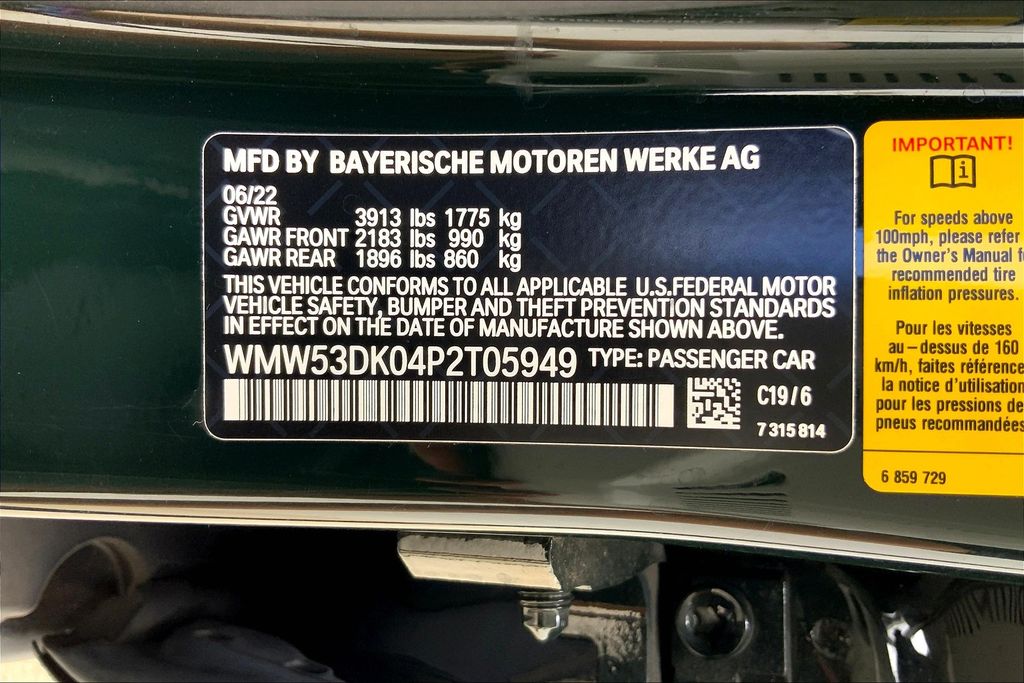 MFD BY BAYERISCHE MOTOREN WERKE AG
06/22
GVWR 3913 lbs 1775 kg
GAWR FRONT 2183 lbs 990 kg
GAWR REAR 1896 lbs 860 kg
THIS VEHICLE CONFORMS TO ALL APPLICABLE U.S.FEDERAL MOTOR
VEHICLE SAFETY, BUMPER AND THEFT PREVENTION STANDARDS
IN EFFECT ON THE DATE OF MANUFACTURE SHOWN ABOVE.
WMW53DK04P2T05949 TYPE: PASSENGER CAR
C19/6
7 315 814
IMPORTANT!
For speeds above
100mph, please refer
the Owner's Manual
recommended tire
inflation pressures.
Pour les vitesses
au-dessus de 160
km/h, faites référence
la notice d'utilisation
pour les pressions de
pneus recommandées
6 859 729